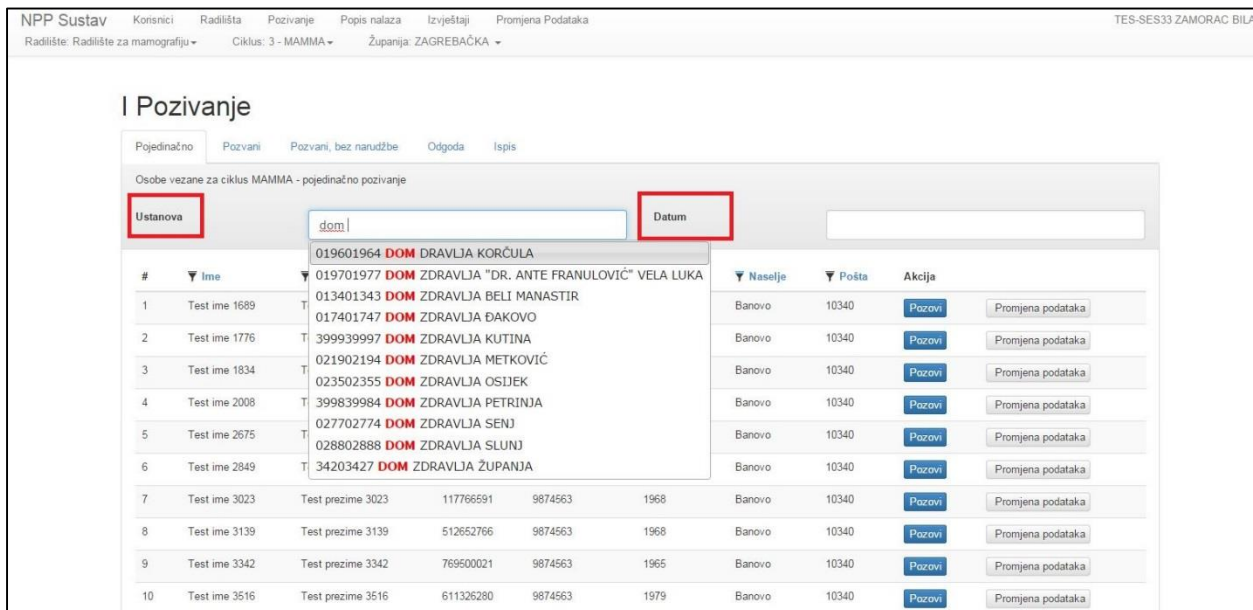 NPP Sustav Korisnici Radilišta Pozivanje Popis nalaza Izvještaji Promjena Podataka TES-SES33 ZAMORAC BILA
Radilište: Radilište za mamografiju Ciklus: 3 - MAMMA Županija: ZAGREBAČKA
I Pozivanje
Pojedinačno Pozvani Pozvani, bez narudžbe Odgoda Ispis
Osobe vezane za ciklus MAMMA - pojedinačno pozivanje
Ustanova dom Datum
019601964 DOM DRAVLJA KORČULA
019701977 DOM ZDRAVLJA "DR. ANTE FRANULOVIĆ" VELA LUKA
013401343 DOM ZDRAVLJA BELI MANASTIR
017401747 DOM ZDRAVLJA ĐAKOVO
399939997 DOM ZDRAVLJA KUTINA
021902194 DOM ZDRAVLJA METKOVIĆ
023502355 DOM ZDRAVLJA OSIJEK
399839984 DOM ZDRAVLJA PETRINJA
027702774 DOM ZDRAVLJA SENJ
028802888 DOM ZDRAVLJA SLUNJ
34203427 DOM ZDRAVLJA ŽUPANJA
# Ime Naselje Pošta Akcija
1 Test ime 1689 Banovo 10340 Pozovi Promjena podataka
2 Test ime 1776 Banovo 10340 Pozovi Promjena podataka
3 Test ime 1834 Banovo 10340 Pozovi Promjena podataka
4 Test ime 2008 Banovo 10340 Pozovi Promjena podataka
5 Test ime 2675 Banovo 10340 Pozovi Promjena podataka
6 Test ime 2849 Banovo 10340 Pozovi Promjena podataka
7 Test ime 3023 Test prezime 3023 117766591 9874563 1968 Banovo 10340 Pozovi Promjena podataka
8 Test ime 3139 Test prezime 3139 512652766 9874563 1968 Banovo 10340 Pozovi Promjena podataka
9 Test ime 3342 Test prezime 3342 769500021 9874563 1965 Banovo 10340 Pozovi Promjena podataka
10 Test ime 3516 Test prezime 3516 611326280 9874563 1979 Banovo 10340 Pozovi Promjena podataka